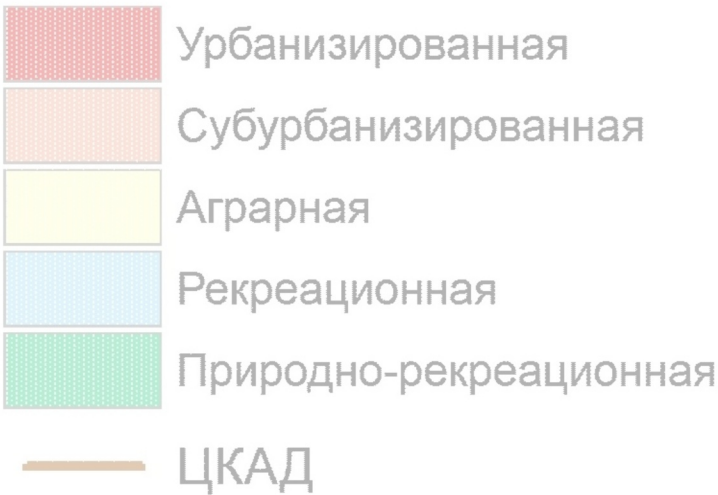 Урбанизированная
Субурбанизированная
Аграрная
Рекреационная
Природно-рекреационная
ЦКАД